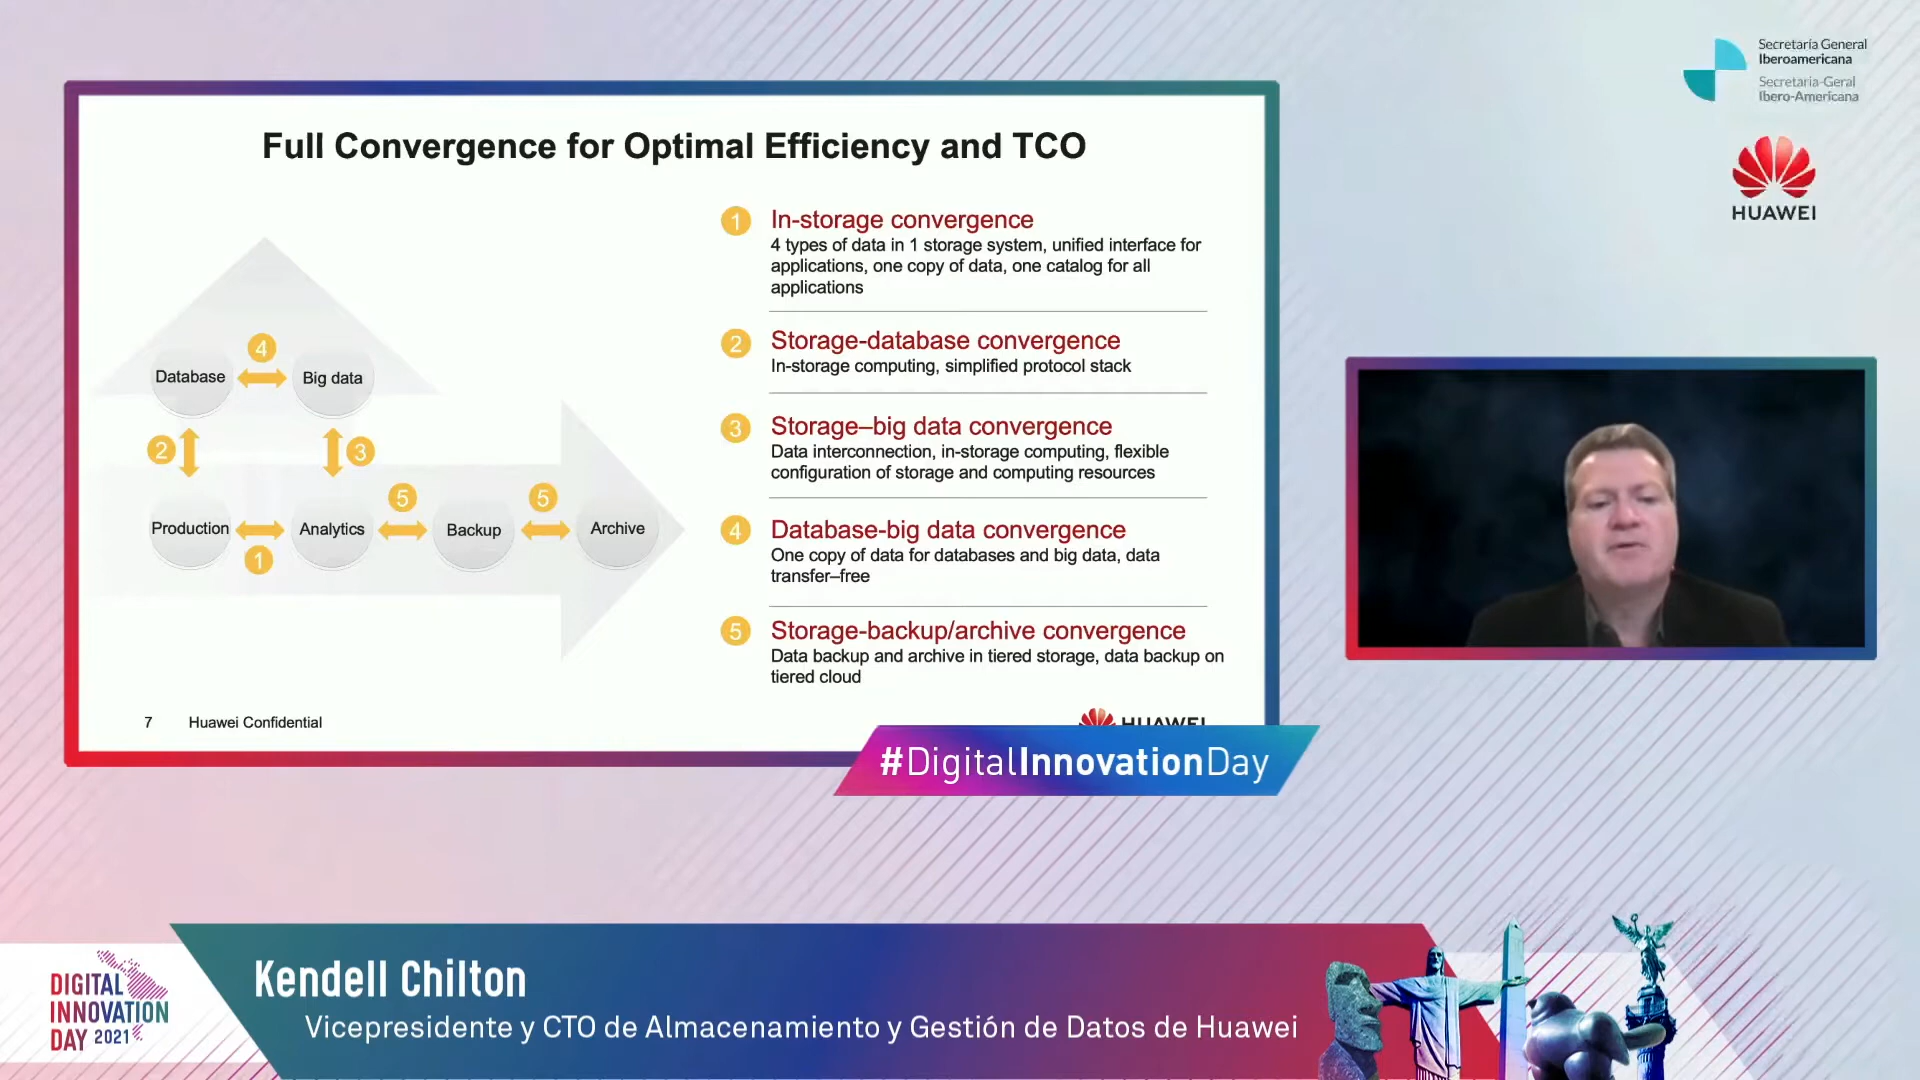 Secretaría General
Iberoamericana
Secretaria-Geral
Ibero-Americana
HUAWEI
Full Convergence for Optimal Efficiency and TCO
1 In-storage convergence
4 types of data in 1 storage system, unified interface for
applications, one copy of data, one catalog for all
applications
2 Storage-database convergence
In-storage computing, simplified protocol stack
3 Storage–big data convergence
Data interconnection, in-storage computing, flexible
configuration of storage and computing resources
4 Database-big data convergence
One copy of data for databases and big data, data
transfer–free
5 Storage-backup/archive convergence
Data backup and archive in tiered storage, data backup on
tiered cloud
4
Database Big data
2 3
5 5
Production Analytics Backup Archive
1
7 Huawei Confidential
HUAWEI
#DigitalInnovationDay
Kendell Chilton
Vicepresidente y CTO de Almacenamiento y Gestión de Datos de Huawei
DIGITAL
INNOVATION
DAY 2021